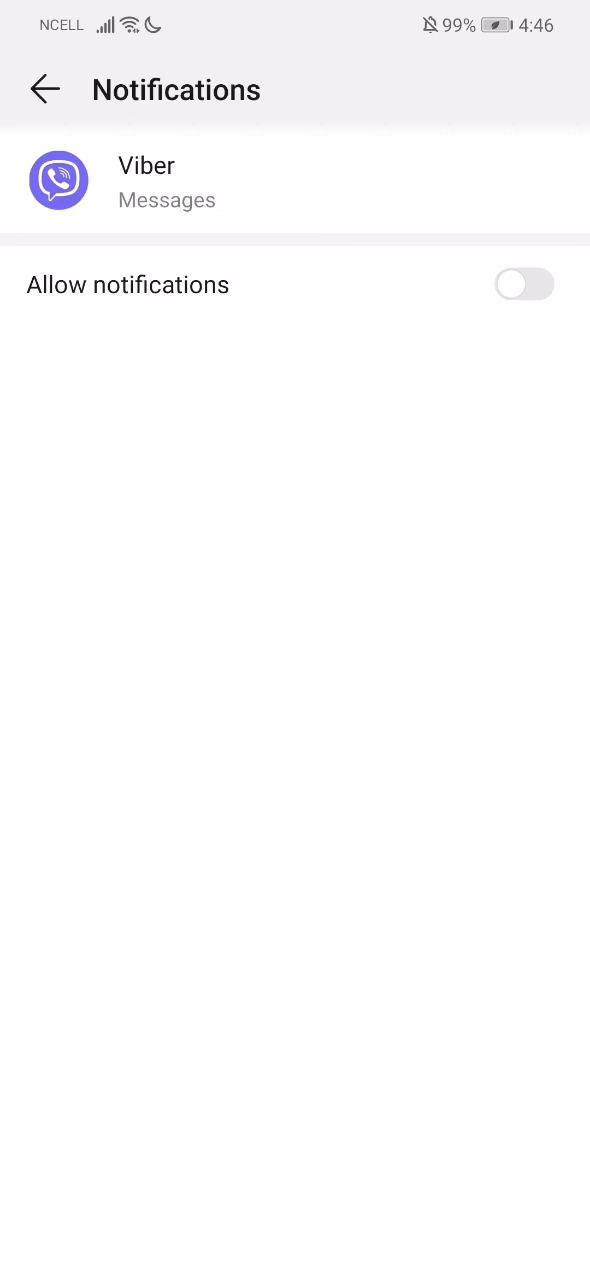 NCELL 99% 4:46
Notifications
Viber
Messages
Allow notifications